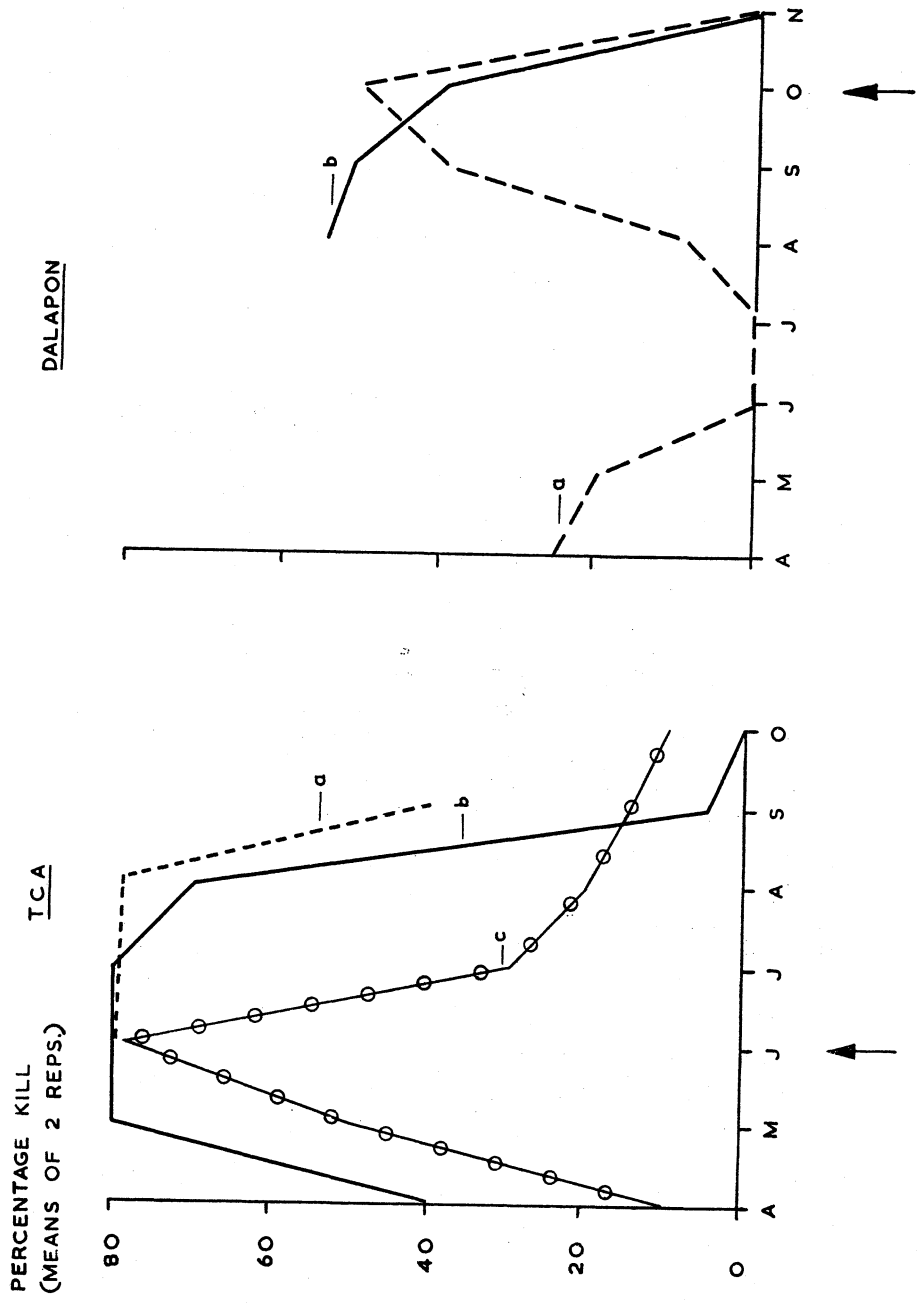 PERCENTAGE KILL
(MEANS OF 2 REPS.)
TCA
80
60
40
20
0
a
b
c
A M J J A S O
DALAPON
a
b
A M J J A S O N